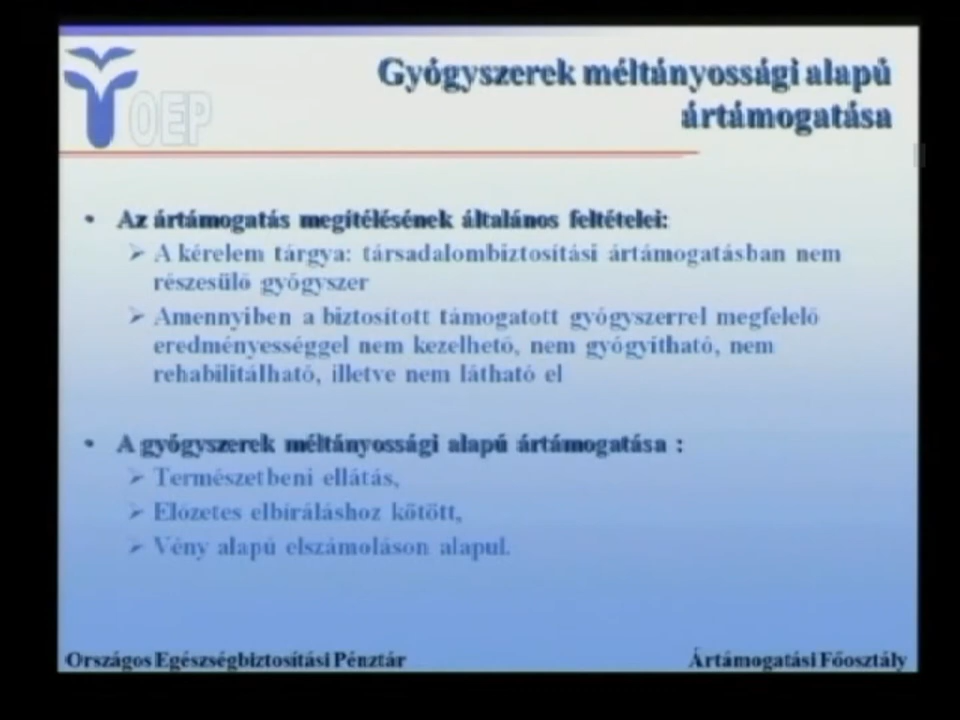 OEP
Gyógyszerek méltányossági alapú
ártámogatása
• Az ártámogatás megítélésének általános feltételei:
➢ A kérelem tárgya: társadalombiztosítási ártámogatásban nem
részesülő gyógyszer
➢ Amennyiben a biztosított támogatott gyógyszerrel megfelelő
eredményességgel nem kezelhető, nem gyógyítható, nem
rehabilitálható, illetve nem látható el
• A gyógyszerek méltányossági alapú ártámogatása :
➢ Természetbeni ellátás,
➢ Előzetes elbíráláshoz kötött,
➢ Vény alapú elszámoláson alapul.
Országos Egészségbiztosítási Pénztár
Ártámogatási Főosztály